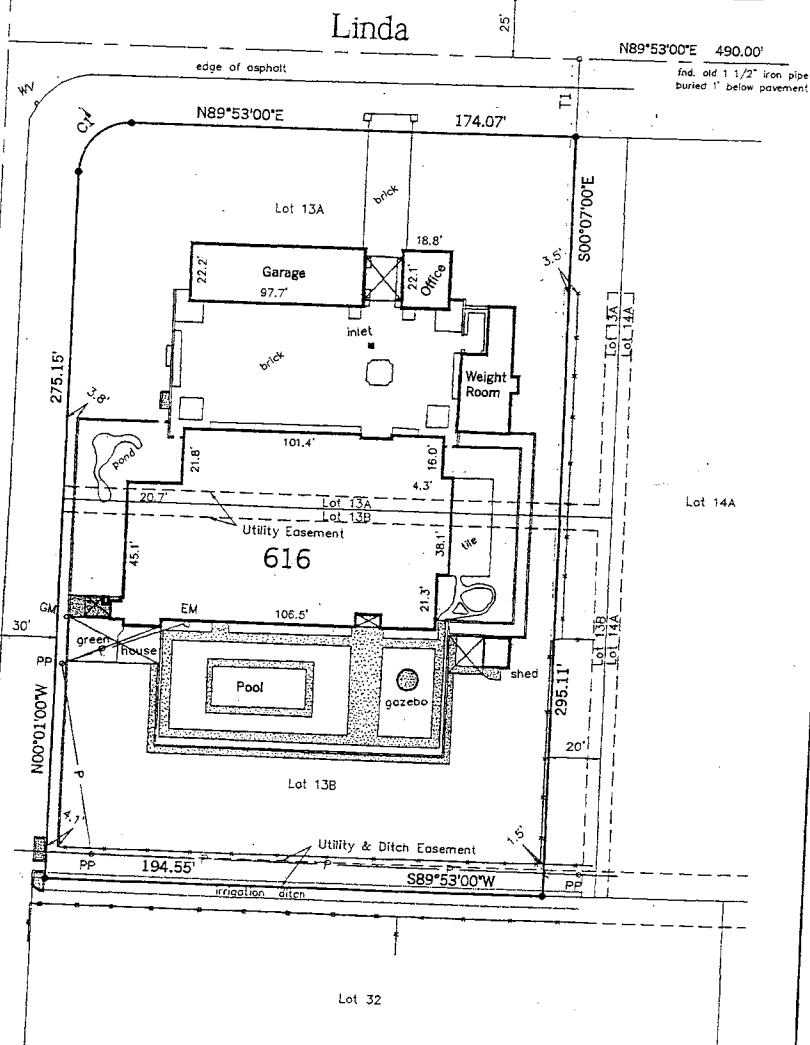 Linda
25'
N89°53'00"E 490.00'
edge of asphalt
fnd. old 1 1/2" iron pipe
buried 1' below pavement
WV
T1
C1
N89°53'00"E
174.07'
brick
Lot 13A
S00°07'00"E
18.8'
22.2'
Garage
22.1'
Office
3.5'
97.7'
inlet
Lot 13A
Lot 14A
brick
275.15'
Weight
Room
3.8'
pond
21.8'
101.4'
16.0'
4.3'
20.7'
Lot 13A
Lot 13B
Lot 14A
Utility Easement
45.1'
616
38.1'
tile
GM
EM
106.5'
21.3'
30'
green
house
Lot 13B
Lot 14A
PP
P
shed
Pool
gazebo
295.11'
N00°01'00"W
20'
P
Lot 13B
4.1'
Utility & Ditch Easement
1.5'
PP
194.55'
P
P
P
S89°53'00"W
PP
irrigation ditch
Lot 32